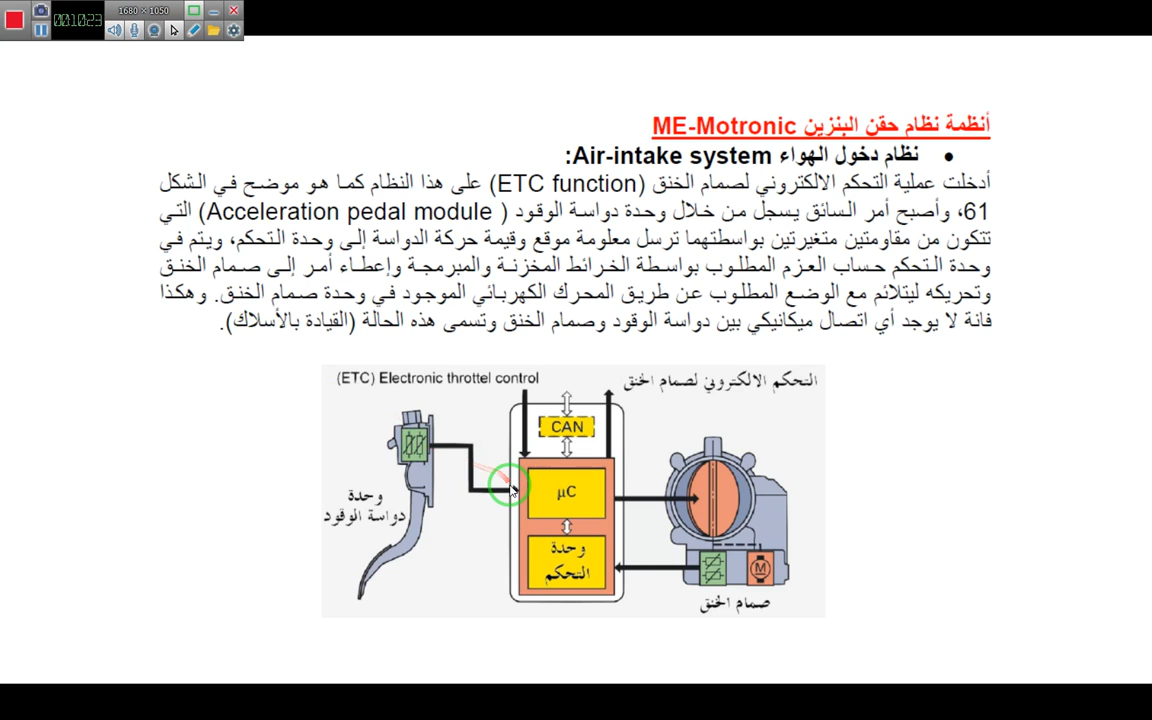 1680 × 1050
001023
أنظمة نظام حقن البنزين ME-Motronic
• نظام دخول الهواء Air-intake system:
أدخلت عملية التحكم الالكتروني لصمام الخنق (ETC function) على هذا النظام كما هو موضح في الشكل
61، وأصبح أمر السائق يسجل من خلال وحدة دواسة الوقود ( Acceleration pedal module) التي
تتكون من مقاومتين متغيرتين بواسطتهما ترسل معلومة موقع وقيمة حركة الدواسة إلى وحدة التحكم، ويتم في
وحدة التحكم حساب العزم المطلوب بواسطة الخرائط المخزنة والمبرمجة وإعطاء أمر إلى صمام الخنق
وتحريكه ليتلائم مع الوضع المطلوب عن طريق المحرك الكهربائي الموجود في وحدة صمام الخنق. وهكذا
فانة لا يوجد أي اتصال ميكانيكي بين دواسة الوقود وصمام الخنق وتسمى هذه الحالة (القيادة بالأسلاك).
(ETC) Electronic throttel control
التحكم الالكتروني لصمام الخنق
CAN
µC
وحدة
دواسة الوقود
وحدة
التحكم
M
صمام الخنق